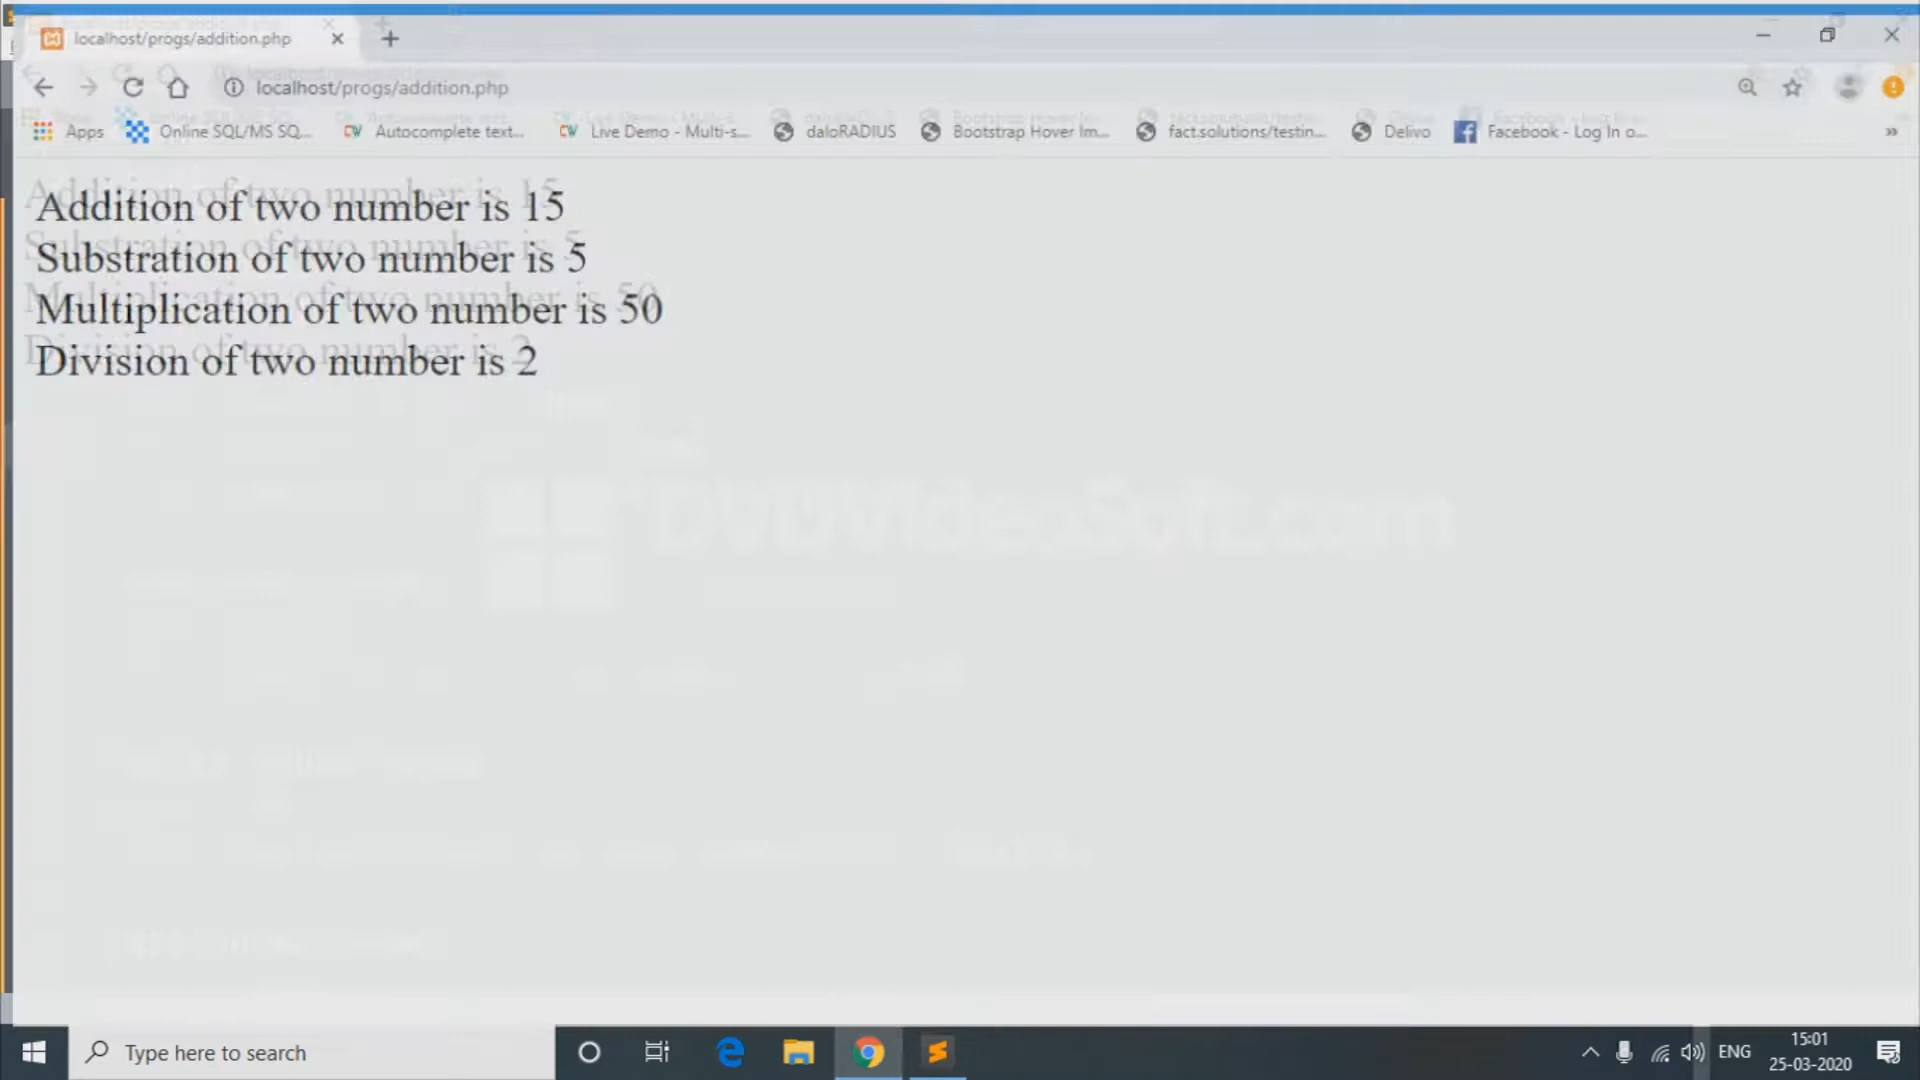 localhost/progs/addition.php
localhost/progs/addition.php
Apps Online SQL/MS SQ... Autocomplete text... Live Demo - Multi-s... daloRADIUS Bootstrap Hover Im... fact.solutions/testin... Delivo Facebook - Log In o... »
Addition of two number is 15
Substration of two number is 5
Multiplication of two number is 50
Division of two number is 2
DVDVideoSoft.com
Type here to search
ENG
15:01
25-03-2020